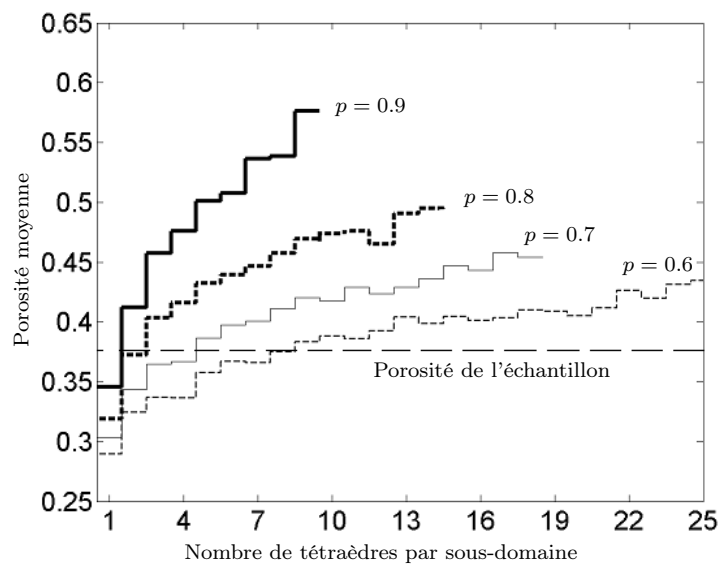 0.65
0.6
0.55
0.5
0.45
0.4
0.35
0.3
0.25
Porosité moyenne
p = 0.9
p = 0.8
p = 0.7
p = 0.6
Porosité de l'échantillon
1 4 7 10 13 16 19 22 25
Nombre de tétraèdres par sous-domaine